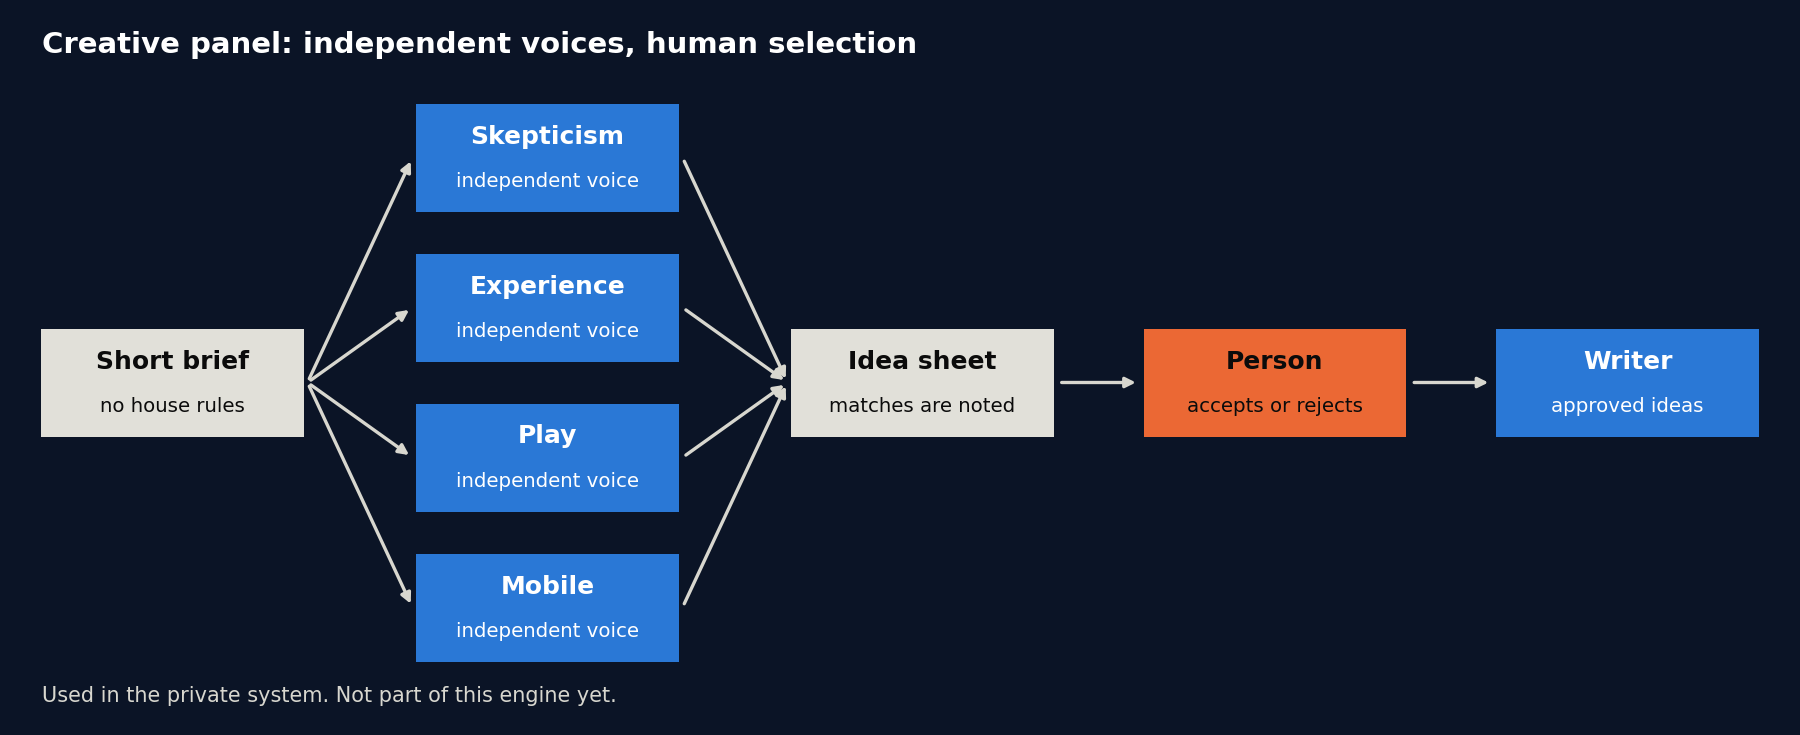 Creative panel: independent voices, human selection
Skepticism
independent voice
Experience
independent voice
Short brief
no house rules
Idea sheet
matches are noted
Person
accepts or rejects
Writer
approved ideas
Play
independent voice
Mobile
independent voice
Used in the private system. Not part of this engine yet.